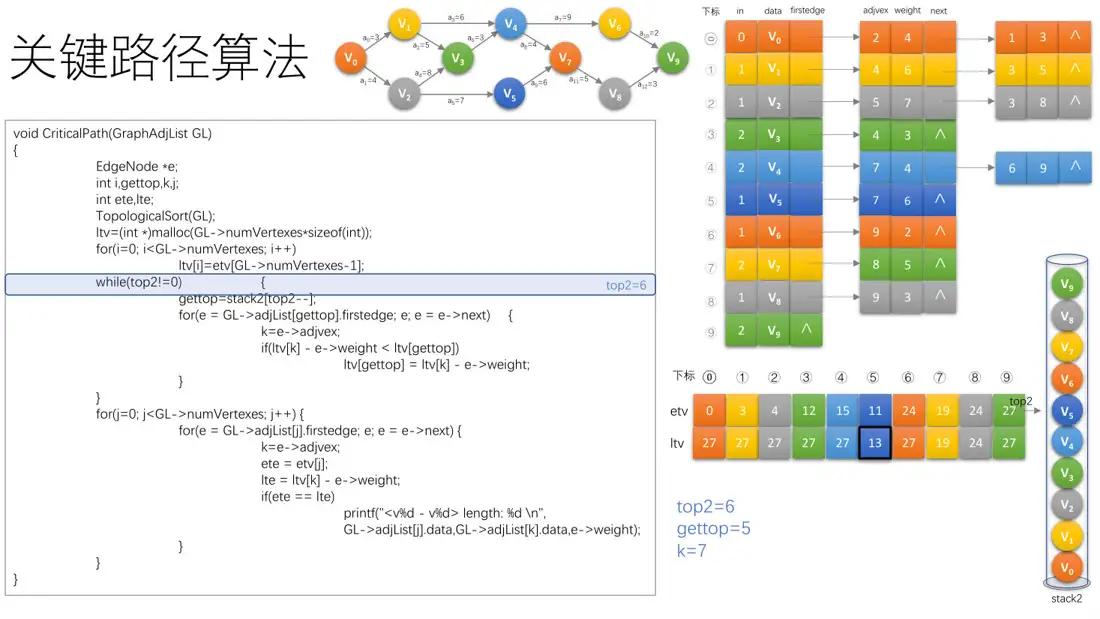 关键路径算法
V1 a3=6 V4 a9=9 V6
a0=3 a2=5 a10=2
V0 V3 V7 V9
a1=4 a4=8 a11=5 a12=3
V2 a5=7 V5 V8
void CriticalPath(GraphAdjList GL)
{
EdgeNode *e;
int i,gettop,k,j;
int ete,lte;
TopologicalSort(GL);
ltv=(int *)malloc(GL->numVertexes*sizeof(int));
for(i=0; i<GL->numVertexes; i++)
ltv[i]=etv[GL->numVertexes-1];
while(top2!=0) { top2=6
gettop=stack2[top2--];
for(e = GL->adjList[gettop].firstedge; e; e = e->next) {
k=e->adjvex;
if(ltv[k] - e->weight < ltv[gettop])
ltv[gettop] = ltv[k] - e->weight;
}
}
for(j=0; j<GL->numVertexes; j++) {
for(e = GL->adjList[j].firstedge; e; e = e->next) {
k=e->adjvex;
ete = etv[j];
lte = ltv[k] - e->weight;
if(ete == lte)
printf("<v%d - v%d> length: %d \n",
GL->adjList[j].data,GL->adjList[k].data,e->weight);
}
}
}
下标 in data firstedge adjvex weight next
⓪ 0 V0 2 4 1 3 ^
① 1 V1 4 6 3 5 ^
② 1 V2 5 7 3 8 ^
③ 2 V3 4 3 ^
④ 2 V4 7 4 6 9 ^
⑤ 1 V5 7 6 ^
⑥ 1 V6 9 2 ^
⑦ 2 V7 8 5 ^
⑧ 1 V8 9 3 ^
⑨ 2 V9 ^
下标 ⓪ ① ② ③ ④ ⑤ ⑥ ⑦ ⑧ ⑨
etv 0 3 4 12 15 11 24 19 24 27
ltv 27 27 27 27 27 13 27 19 24 27
top2=6
gettop=5
k=7
top2
V9
V8
V7
V6
V5
V4
V3
V2
V1
V0
stack2